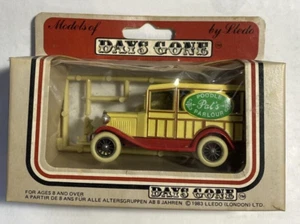 Models of by Lledo
DAYS GONE
POODLE
Pat's
PARLOUR
FOR AGES 8 AND OVER
A PARTIR DE 8 ANS FÜR ALLE ALTERSGRUPPEN AB 8 JAHREN
DAYS GONE
© 1983 LLEDO (LONDON) LTD.